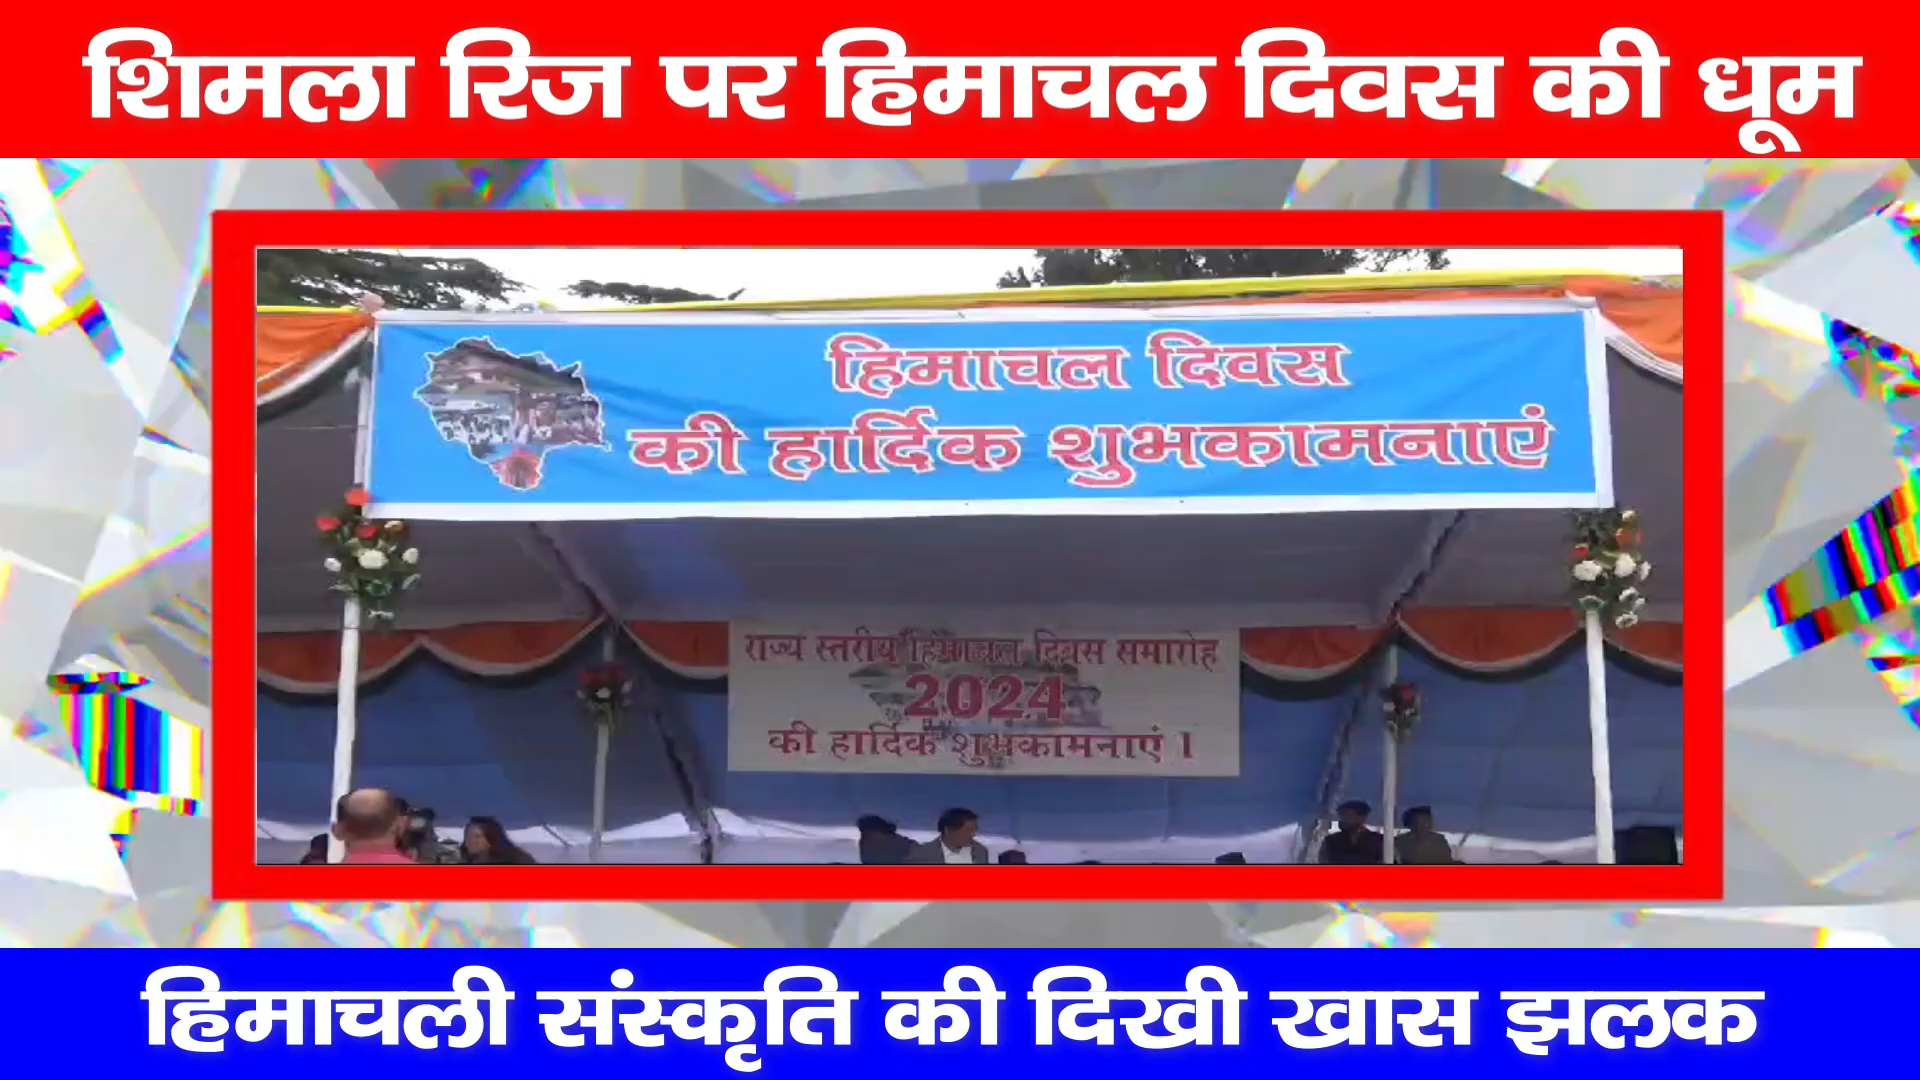 शिमला रिज पर हिमाचल दिवस की धूम
हिमाचल दिवस
की हार्दिक शुभकामनाएं
राज्य स्तरीय हिमाचल दिवस समारोह
2024
की हार्दिक शुभकामनाएं ।
हिमाचली संस्कृति की दिखी खास झलक